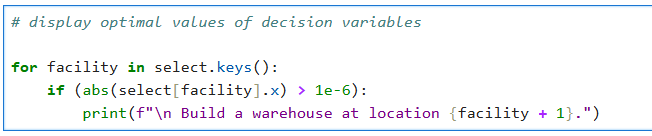 # display optimal values of decision variables
for facility in select.keys():
    if (abs(select[facility].x) > 1e-6):
        print(f"\n Build a warehouse at location {facility + 1}.")